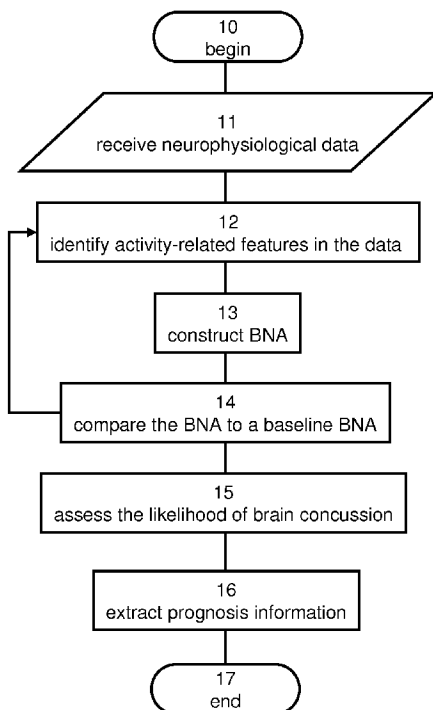 10
begin
11
receive neurophysiological data
12
identify activity-related features in the data
13
construct BNA
14
compare the BNA to a baseline BNA
15
assess the likelihood of brain concussion
16
extract prognosis information
17
end